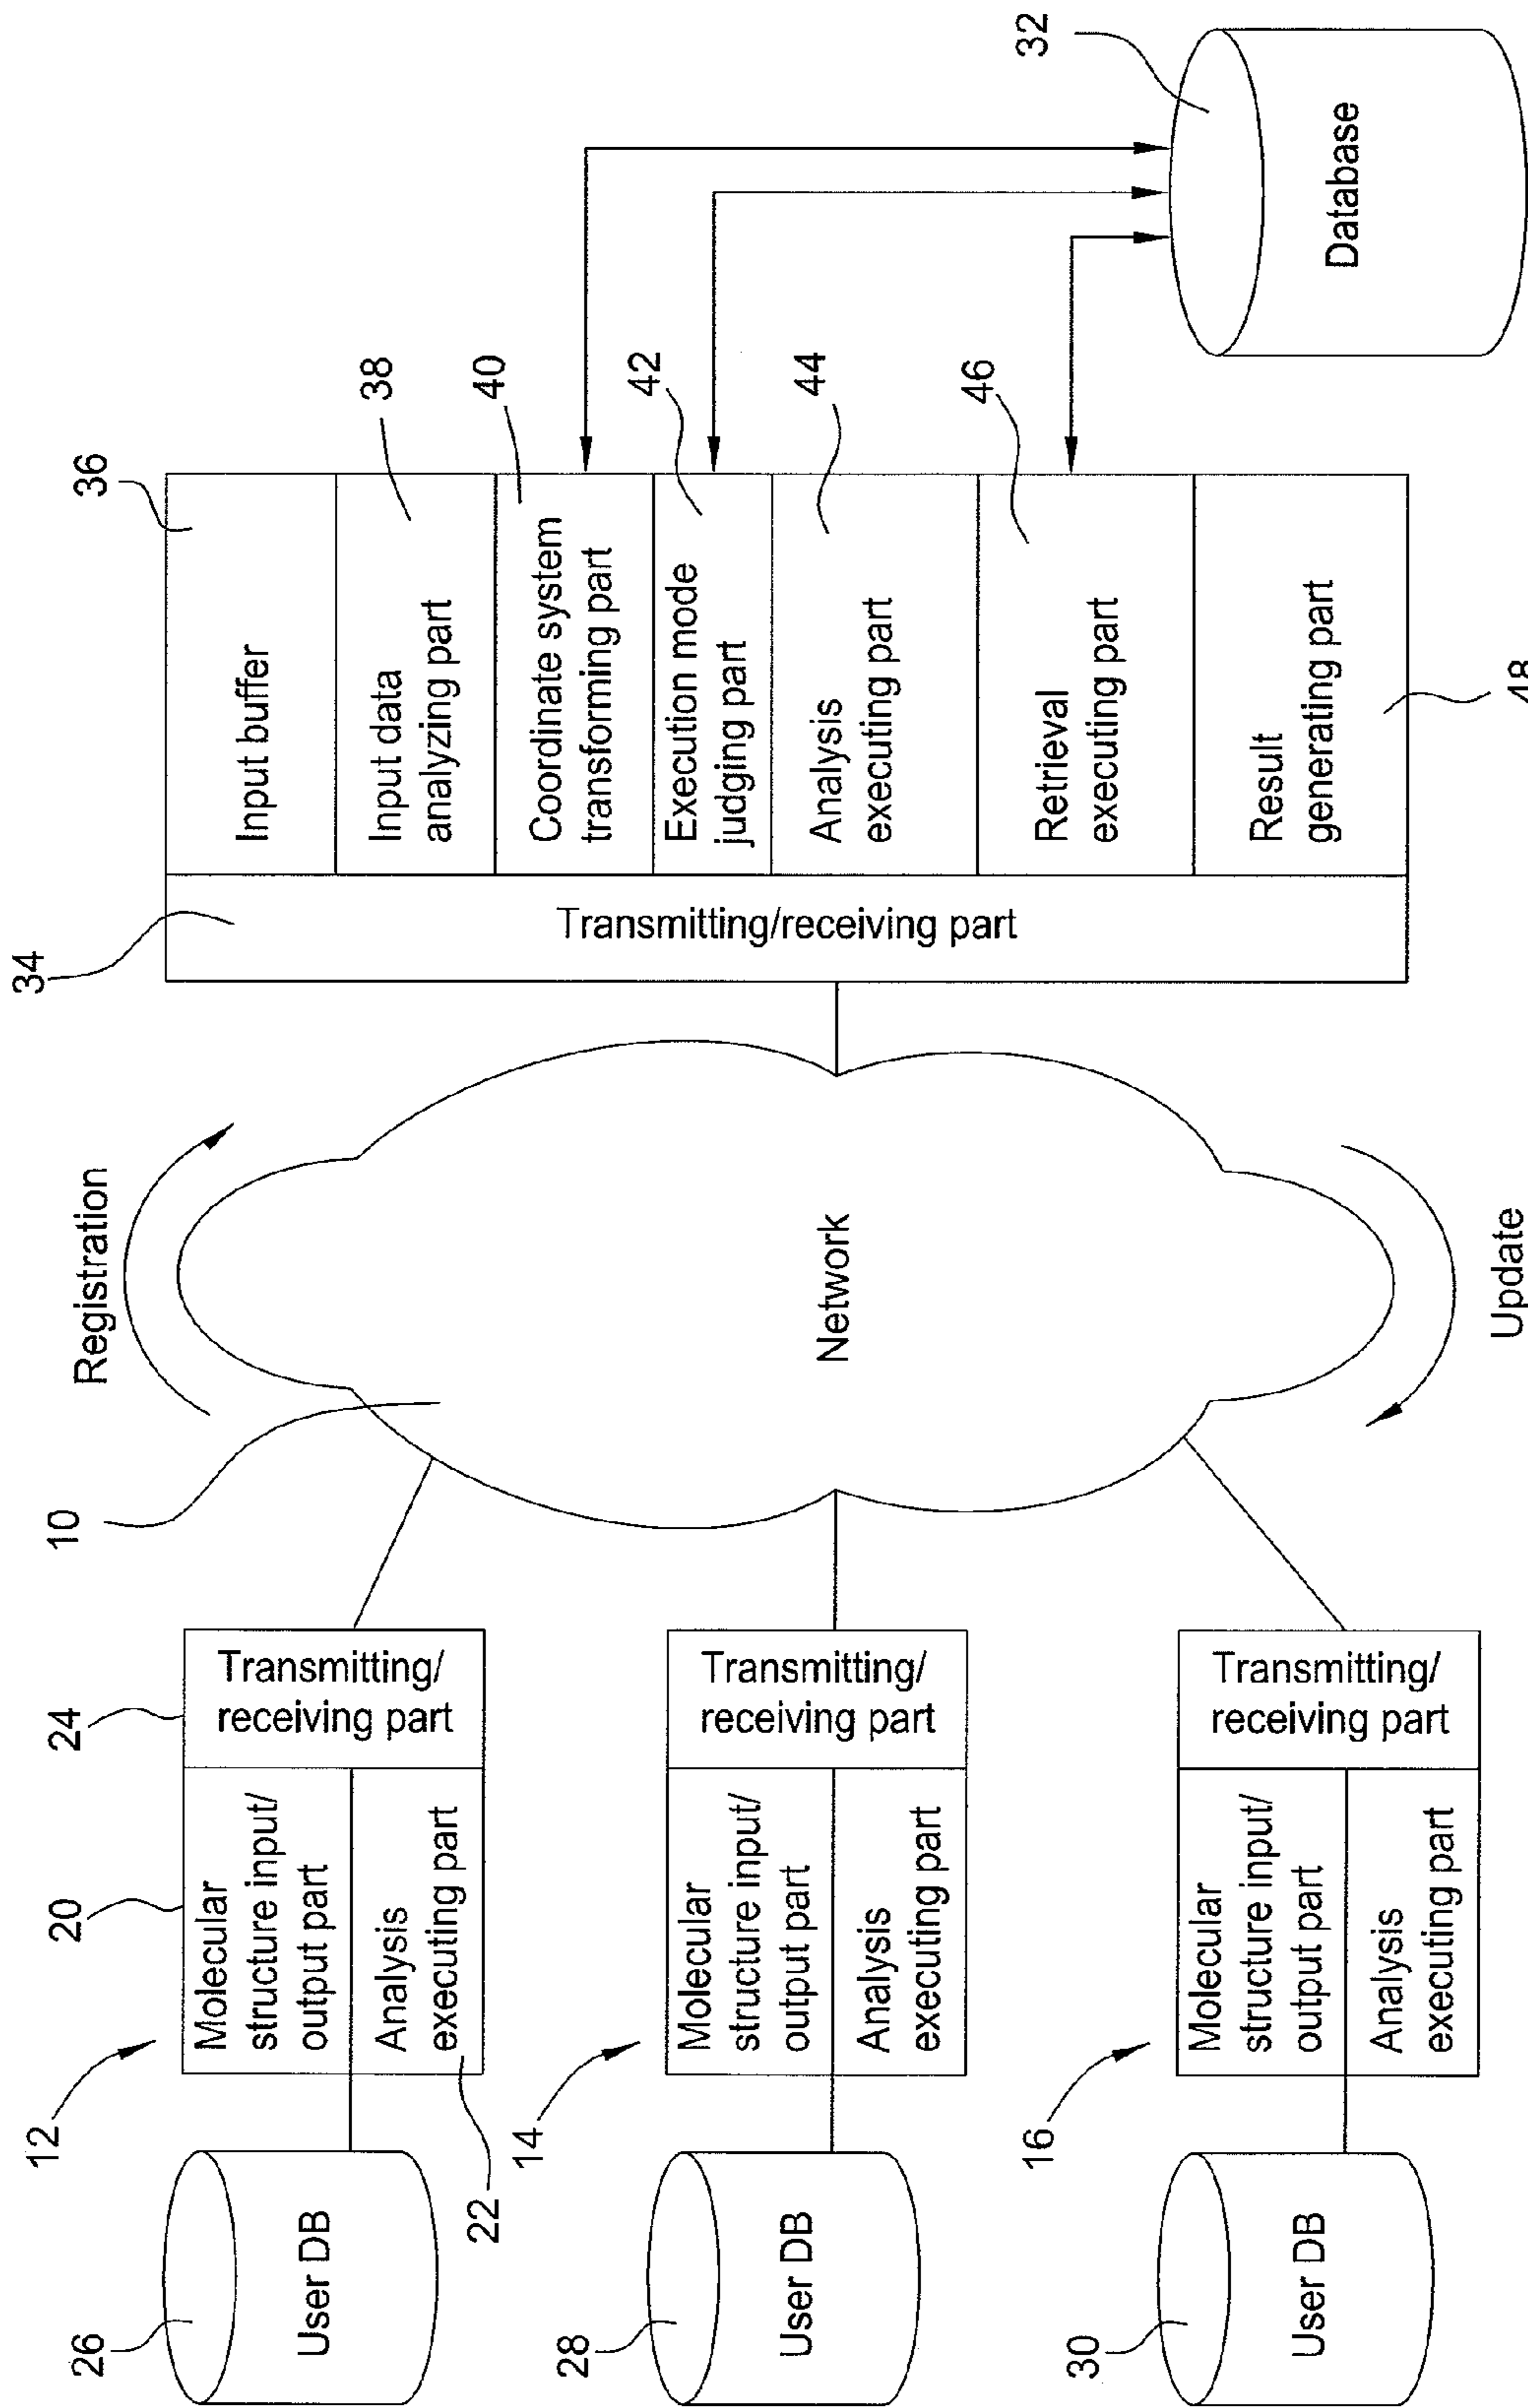 26
User DB
12
20
24
Molecular
structure input/
output part
Analysis
executing part
22
Transmitting/
receiving part
28
User DB
14
Molecular
structure input/
output part
Analysis
executing part
Transmitting/
receiving part
30
User DB
16
Molecular
structure input/
output part
Analysis
executing part
Transmitting/
receiving part
10
Registration
Network
Update
34
Transmitting/receiving part
36
Input buffer
38
Input data
analyzing part
40
Coordinate system
transforming part
42
Execution mode
judging part
44
Analysis
executing part
46
Retrieval
executing part
Result
generating part
48
32
Database